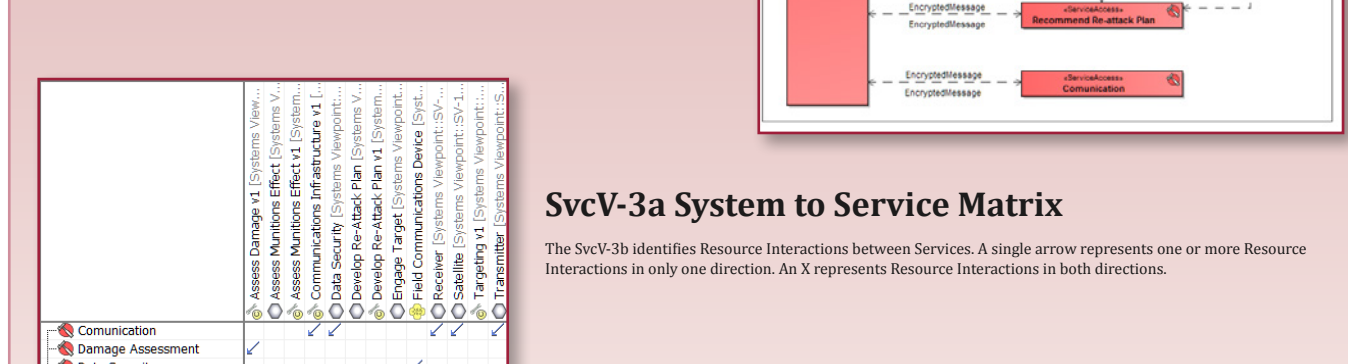 EncryptedMessage
EncryptedMessage
«ServiceAccess»
Recommend Re-attack Plan
EncryptedMessage
EncryptedMessage
«ServiceAccess»
Comunication
Assess Damage v1 [Systems View...
Assess Munitions Effect [Systems V...
Assess Munitions Effect v1 [System...
Communications Infrastructure v1 [...
Data Security [Systems Viewpoint:...
Develop Re-Attack Plan [Systems V...
Develop Re-Attack Plan v1 [System...
Engage Target [Systems Viewpoint...
Field Communications Device [Syst...
Receiver [Systems Viewpoint::SV-...
Satellite [Systems Viewpoint::SV-1...
Targeting v1 [Systems Viewpoint::...
Transmitter [Systems Viewpoint::S...
Comunication
Damage Assessment
SvcV-3a System to Service Matrix
The SvcV-3b identifies Resource Interactions between Services. A single arrow represents one or more Resource
Interactions in only one direction. An X represents Resource Interactions in both directions.